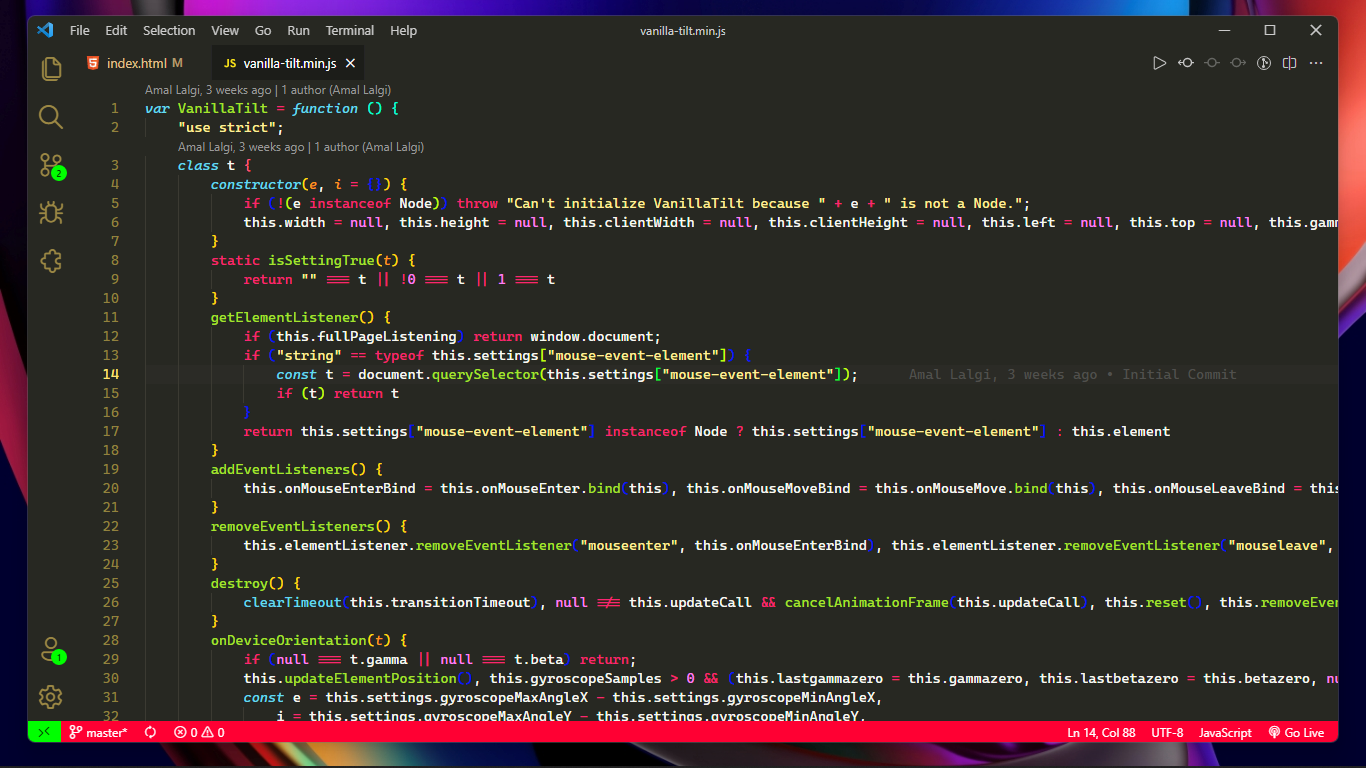 File Edit Selection View Go Run Terminal Help vanilla-tilt.min.js
index.html M JS vanilla-tilt.min.js
Amal Lalgi, 3 weeks ago | 1 author (Amal Lalgi)
1 var VanillaTilt = function () {
2 "use strict";
Amal Lalgi, 3 weeks ago | 1 author (Amal Lalgi)
3 class t {
4 constructor(e, i = {}) {
5 if (!(e instanceof Node)) throw "Can't initialize VanillaTilt because " + e + " is not a Node.";
6 this.width = null, this.height = null, this.clientWidth = null, this.clientHeight = null, this.left = null, this.top = null, this.gamm
7 }
8 static isSettingTrue(t) {
9 return "" === t || !0 === t || 1 === t
10 }
11 getElementListener() {
12 if (this.fullPageListening) return window.document;
13 if ("string" == typeof this.settings["mouse-event-element"]) {
14 const t = document.querySelector(this.settings["mouse-event-element"]); Amal Lalgi, 3 weeks ago • Initial Commit
15 if (t) return t
16 }
17 return this.settings["mouse-event-element"] instanceof Node ? this.settings["mouse-event-element"] : this.element
18 }
19 addEventListeners() {
20 this.onMouseEnterBind = this.onMouseEnter.bind(this), this.onMouseMoveBind = this.onMouseMove.bind(this), this.onMouseLeaveBind = this
21 }
22 removeEventListeners() {
23 this.elementListener.removeEventListener("mouseenter", this.onMouseEnterBind), this.elementListener.removeEventListener("mouseleave",
24 }
25 destroy() {
26 clearTimeout(this.transitionTimeout), null !== this.updateCall && cancelAnimationFrame(this.updateCall), this.reset(), this.removeEven
27 }
28 onDeviceOrientation(t) {
29 if (null === t.gamma || null === t.beta) return;
30 this.updateElementPosition(), this.gyroscopeSamples > 0 && (this.lastgammazero = this.gammazero, this.lastbetazero = this.betazero, nu
31 const e = this.settings.gyroscopeMaxAngleX - this.settings.gyroscopeMinAngleX,
32 i = this.settings.gyroscopeMaxAngleY - this.settings.gyroscopeMinAngleY,
2
1
master* 0 0 Ln 14, Col 88 UTF-8 JavaScript Go Live